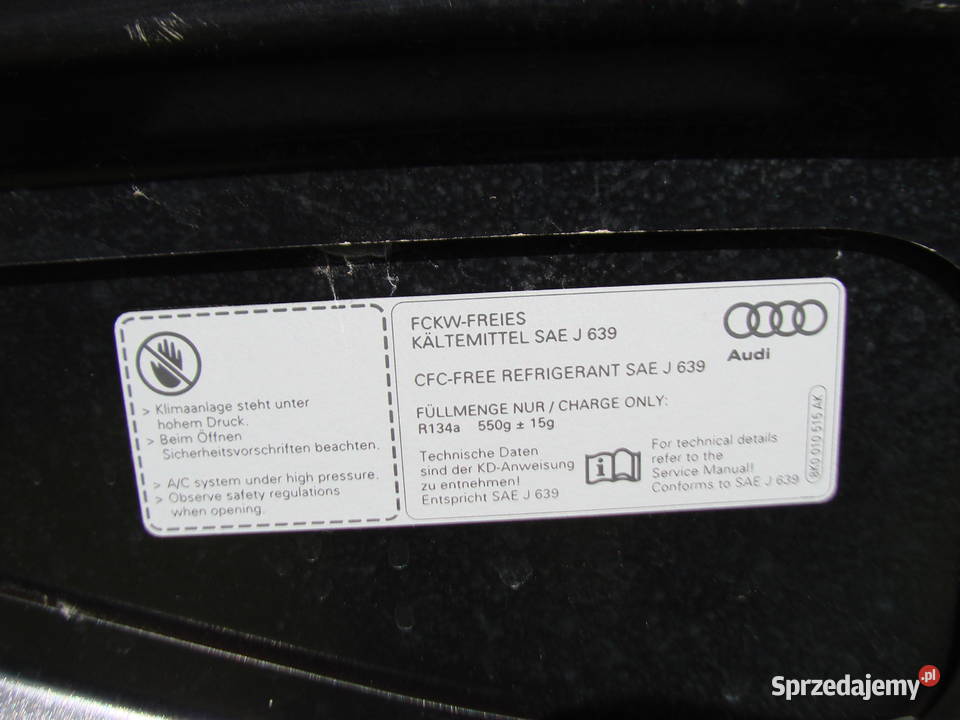 > Klimaanlage steht unter
hohem Druck.
> Beim Öffnen
Sicherheitsvorschriften beachten.
> A/C system under high pressure.
> Observe safety regulations
when opening.
FCKW-FREIES
KÄLTEMITTEL SAE J 639
CFC-FREE REFRIGERANT SAE J 639
FÜLLMENGE NUR / CHARGE ONLY:
R134a 550g ± 15g
Technische Daten
sind der KD-Anweisung
zu entnehmen!
Entspricht SAE J 639
i
For technical details
refer to the
Service Manual!
Conforms to SAE J 639
Audi
8K0 010 515 AK
Sprzedajemy.pl